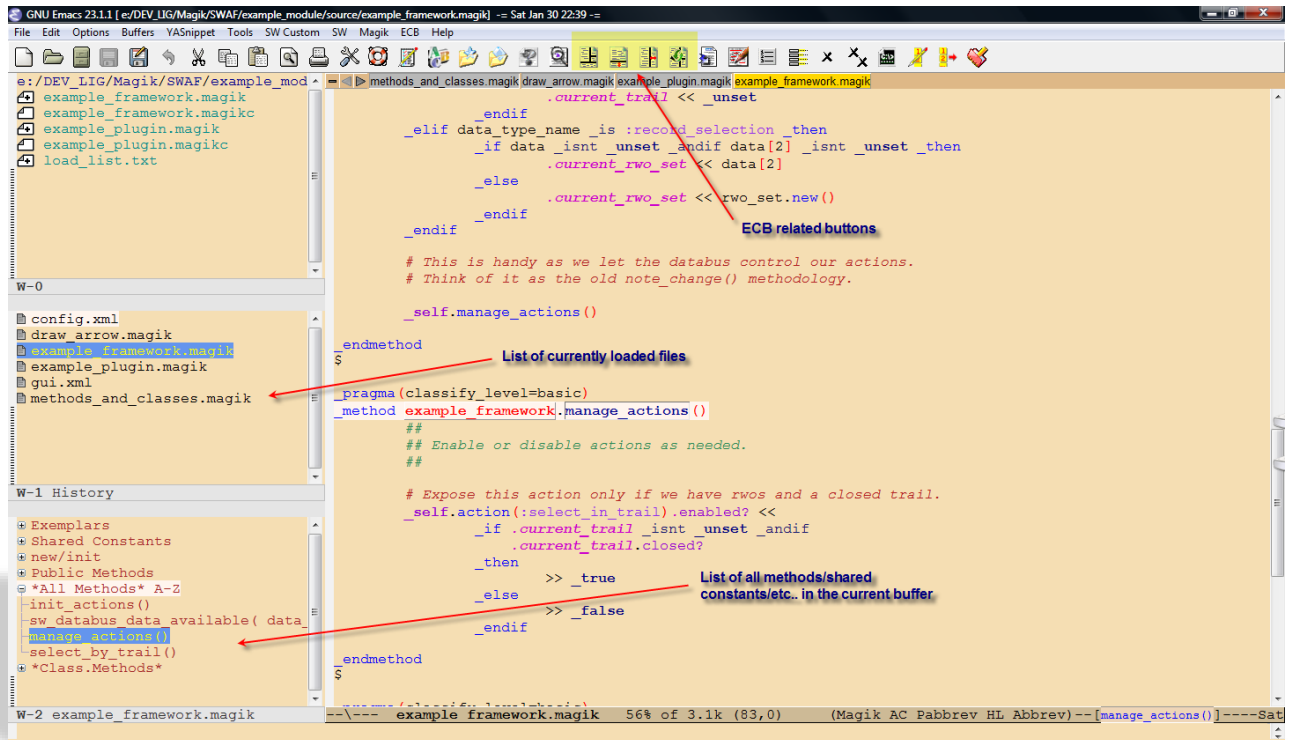 GNU Emacs 23.1.1 [ e:/DEV_LIG/Magik/SWAF/example_module/source/example_framework.magik] -= Sat Jan 30 22:39 -=
File Edit Options Buffers YASnippet Tools SW Custom SW Magik ECB Help
e:/DEV_LIG/Magik/SWAF/example_mod
example_framework.magik
example_framework.magikc
example_plugin.magik
example_plugin.magikc
load_list.txt
W-0
config.xml
draw_arrow.magik
example_framework.magik
example_plugin.magik
gui.xml
methods_and_classes.magik
W-1 History
Exemplars
Shared Constants
new/init
Public Methods
*All Methods* A-Z
init_actions()
sw_databus_data_available( data_
manage_actions()
select_by_trail()
*Class.Methods*
W-2 example_framework.magik
methods_and_classes.magik draw_arrow.magik example_plugin.magik example_framework.magik
.current_trail << _unset
_endif
_elif data_type_name _is :record_selection _then
_if data _isnt _unset _andif data[2] _isnt _unset _then
.current_rwo_set << data[2]
_else
.current_rwo_set << rwo_set.new()
_endif
_endif
ECB related buttons
# This is handy as we let the databus control our actions.
# Think of it as the old note_change() methodology.
_self.manage_actions()
_endmethod
$
List of currently loaded files
_pragma(classify_level=basic)
_method example_framework.manage_actions()
##
## Enable or disable actions as needed.
##
# Expose this action only if we have rwos and a closed trail.
_self.action(:select_in_trail).enabled? <<
_if .current_trail _isnt _unset _andif
.current_trail.closed?
_then
>> _true
_else
>> _false
_endif
List of all methods/shared
constants/etc.. in the current buffer
_endmethod
$
_pragma(classify_level=basic)
--\--- example_framework.magik 56% of 3.1k (83,0) (Magik AC Pabbrev HL Abbrev)--[manage_actions()]----Sat